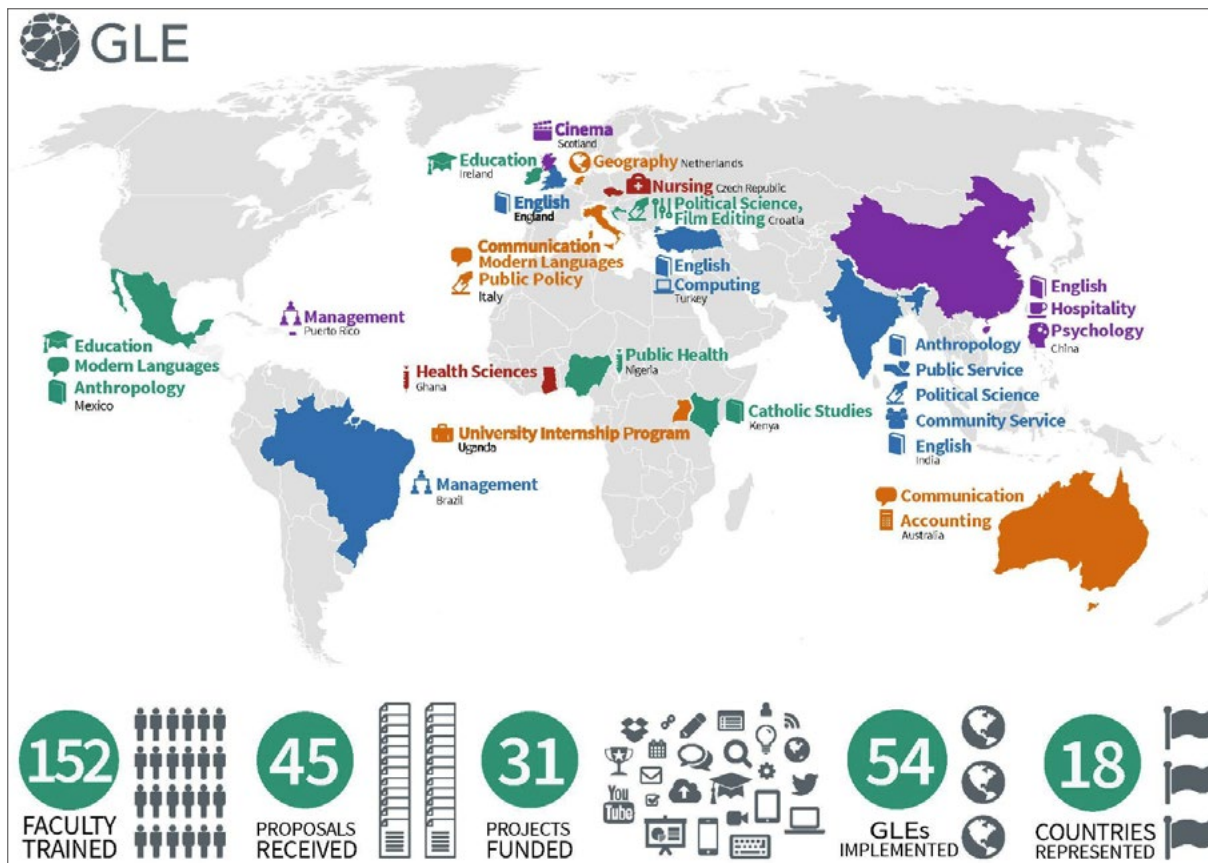 GLE
Cinema
Scotland
Education
Ireland
Geography Netherlands
Nursing Czech Republic
English
England
Political Science,
Film Editing Croatia
Communication
Modern Languages
Public Policy
Italy
English
Computing
Turkey
Management
Puerto Rico
Education
Modern Languages
Anthropology
Mexico
English
Hospitality
Psychology
China
Public Health
Nigeria
Health Sciences
Ghana
Anthropology
Public Service
Political Science
Community Service
English
India
Catholic Studies
Kenya
University Internship Program
Uganda
Management
Brazil
Communication
Accounting
Australia
152
FACULTY
TRAINED
45
PROPOSALS
RECEIVED
31
PROJECTS
FUNDED
You
Tube
54
GLEs
IMPLEMENTED
18
COUNTRIES
REPRESENTED